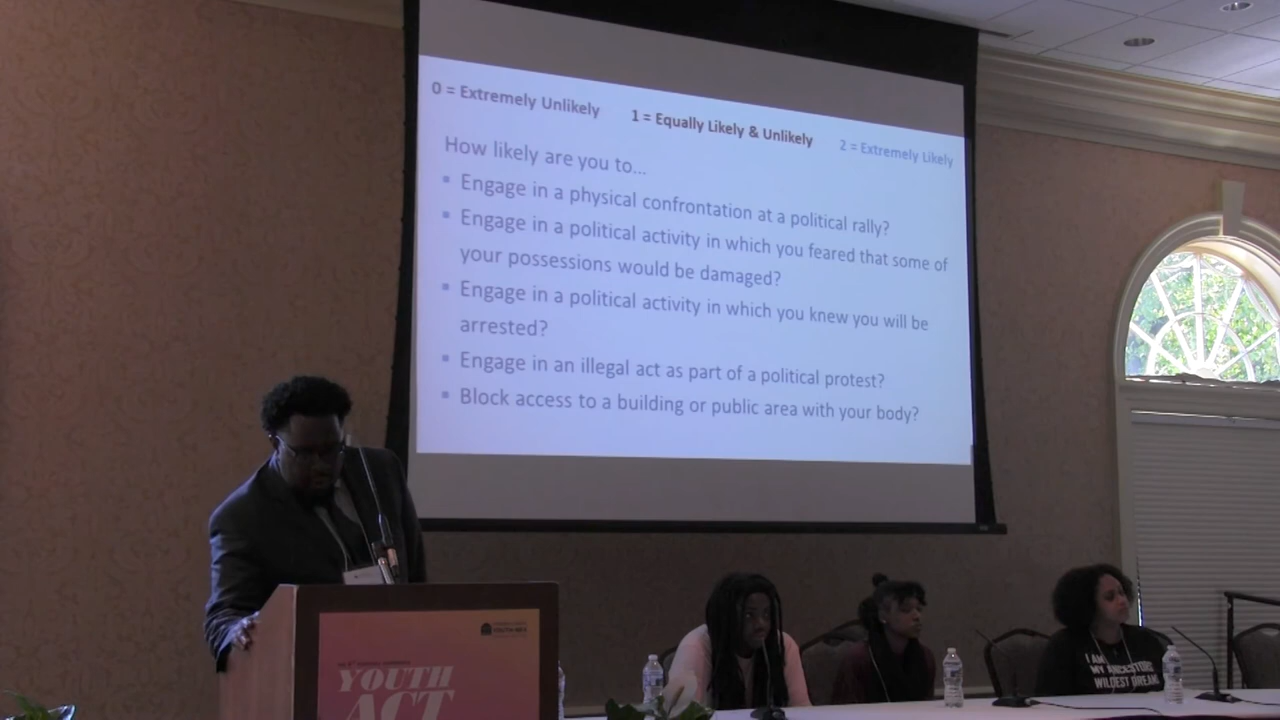 0 = Extremely Unlikely 1 = Equally Likely & Unlikely 2 = Extremely Likely
How likely are you to...
▪ Engage in a physical confrontation at a political rally?
▪ Engage in a political activity in which you feared that some of
your possessions would be damaged?
▪ Engage in a political activity in which you knew you will be
arrested?
▪ Engage in an illegal act as part of a political protest?
▪ Block access to a building or public area with your body?
YOUTH
ACT
I AM
MY ANCESTORS'
WILDEST DREAMS